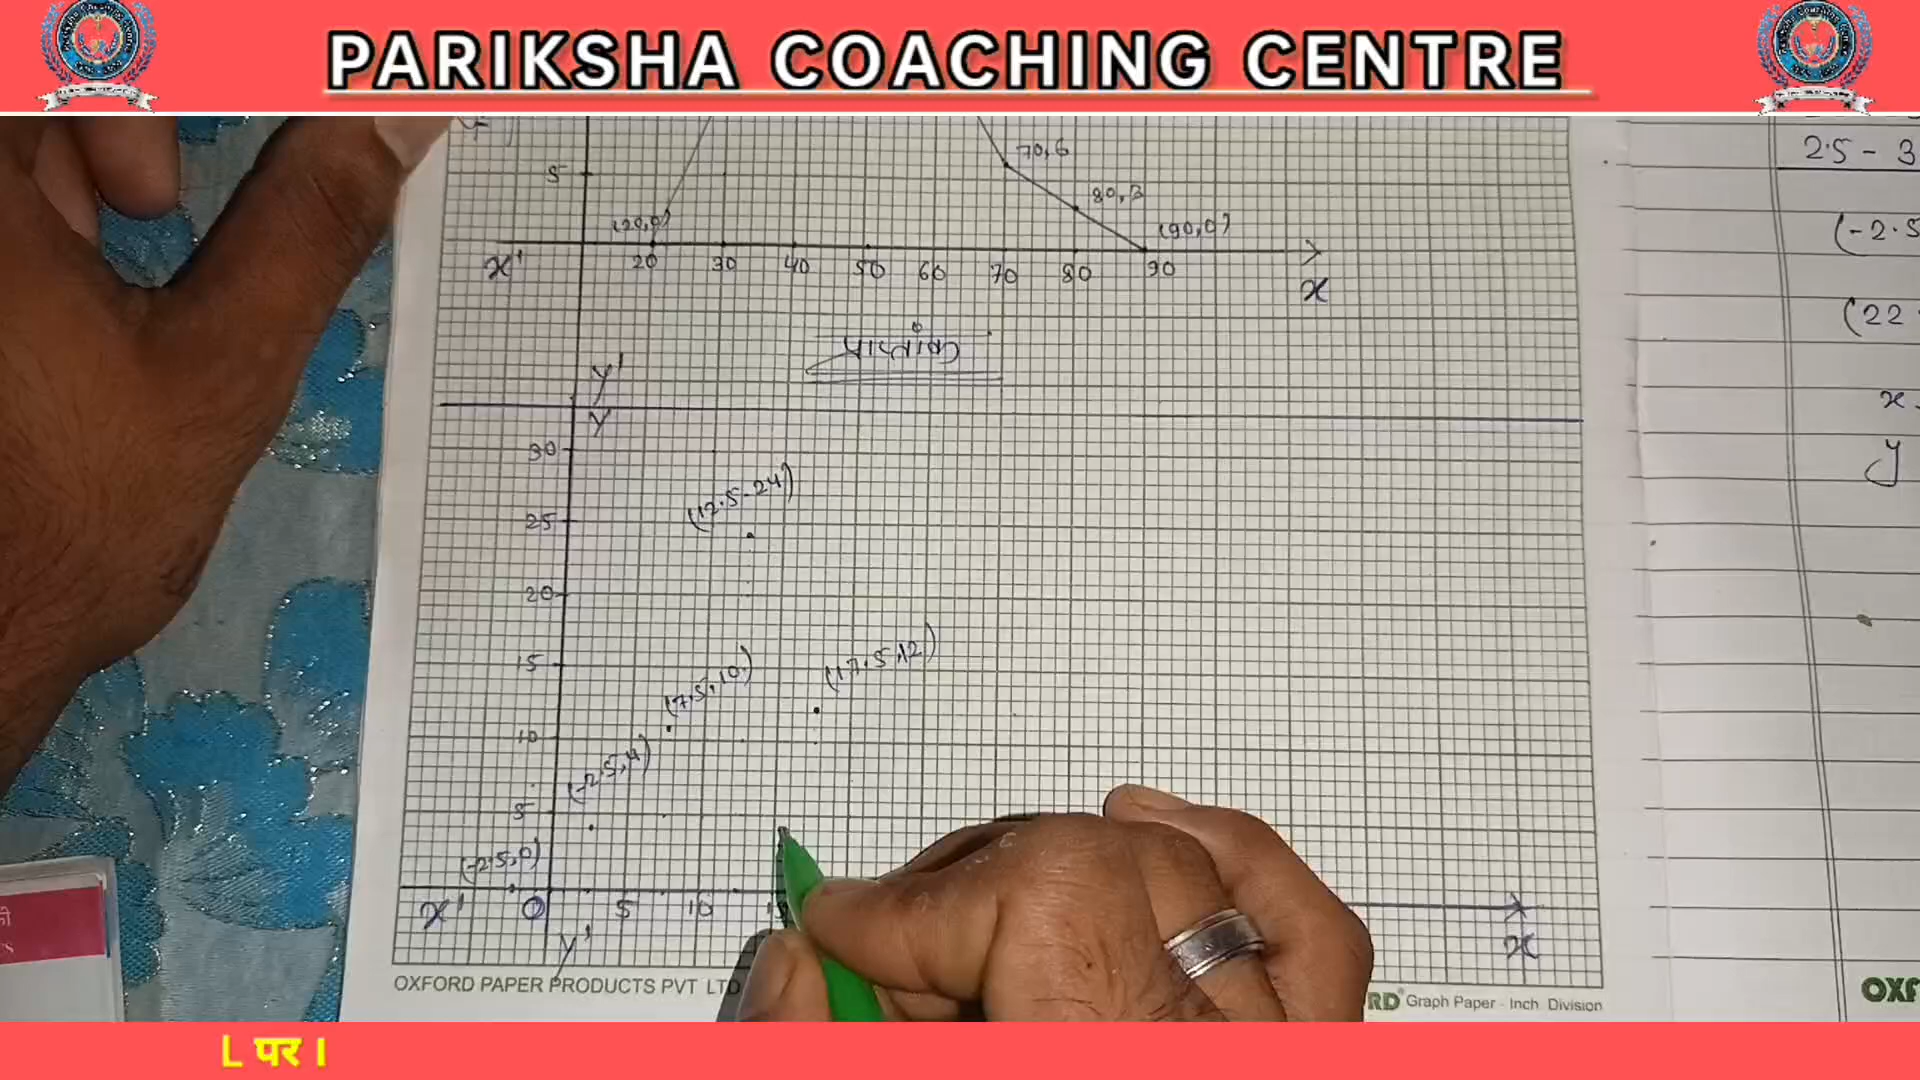 PARIKSHA COACHING CENTRE
70,6
2.5 - 3
5
80,3
(20,0)
(90,0)
(-2.5
x' 20 30 40 50 60 70 80 90
x
(22
प्राप्तांक
y'
y
x
30
(12.5-24)
y
25
20
15
(7.5,10)
(17.5,12)
10
(-2.5,4)
5
(-2.5,0)
x' 0 5 10
y'
x
OXFORD PAPER PRODUCTS PVT LTD
RD® Graph Paper - Inch Division
OXF
L पर ।